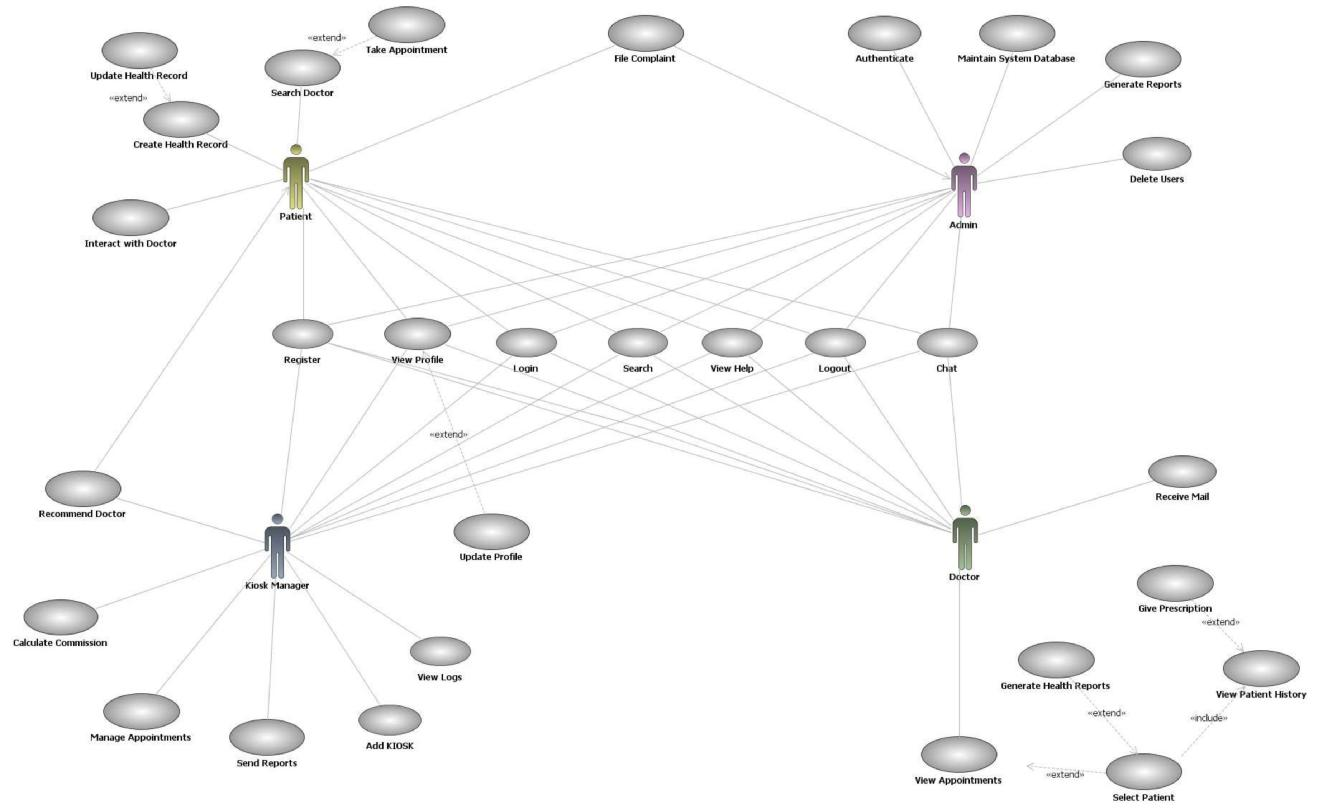 «extend»
Take Appointment
File Complaint
Authenticate
Maintain System Database
Update Health Record
Search Doctor
Generate Reports
«extend»
Create Health Record
Delete Users
Patient
Admin
Interact with Doctor
Register
View Profile
Login
Search
View Help
Logout
Chat
«extend»
Recommend Doctor
Receive Mail
Update Profile
Kiosk Manager
Doctor
Give Prescription
«extend»
Calculate Commission
View Logs
Generate Health Reports
View Patient History
«extend»
«include»
Manage Appointments
Add KIOSK
Send Reports
View Appointments
«extend»
Select Patient